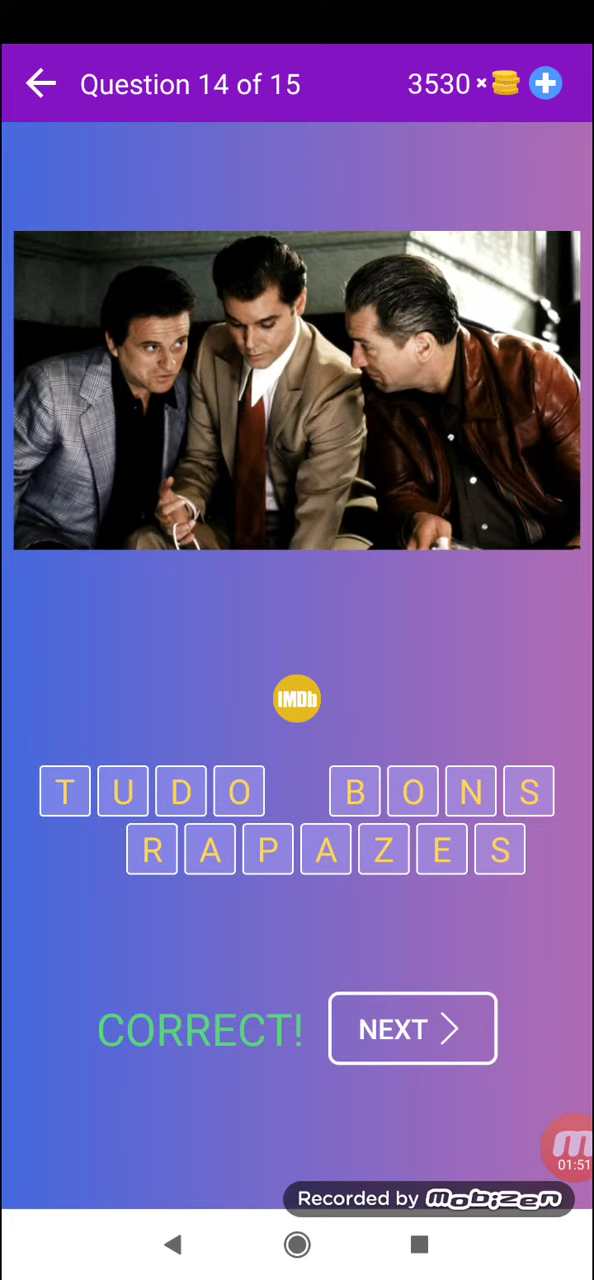 Question 14 of 15
3530 ×
IMDb
TUDO BONS
RAPAZES
CORRECT!
NEXT
01:51
Recorded by mobizen